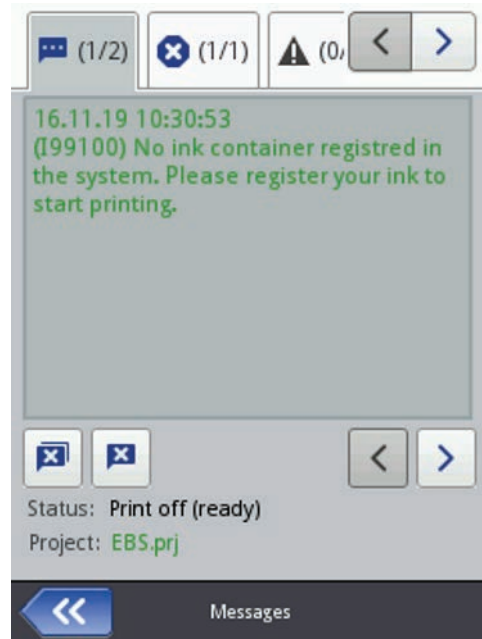 (1/2)
(1/1)
(0/
16.11.19 10:30:53
(I99100) No ink container registred in
the system. Please register your ink to
start printing.
Status: Print off (ready)
Project: EBS.prj
Messages